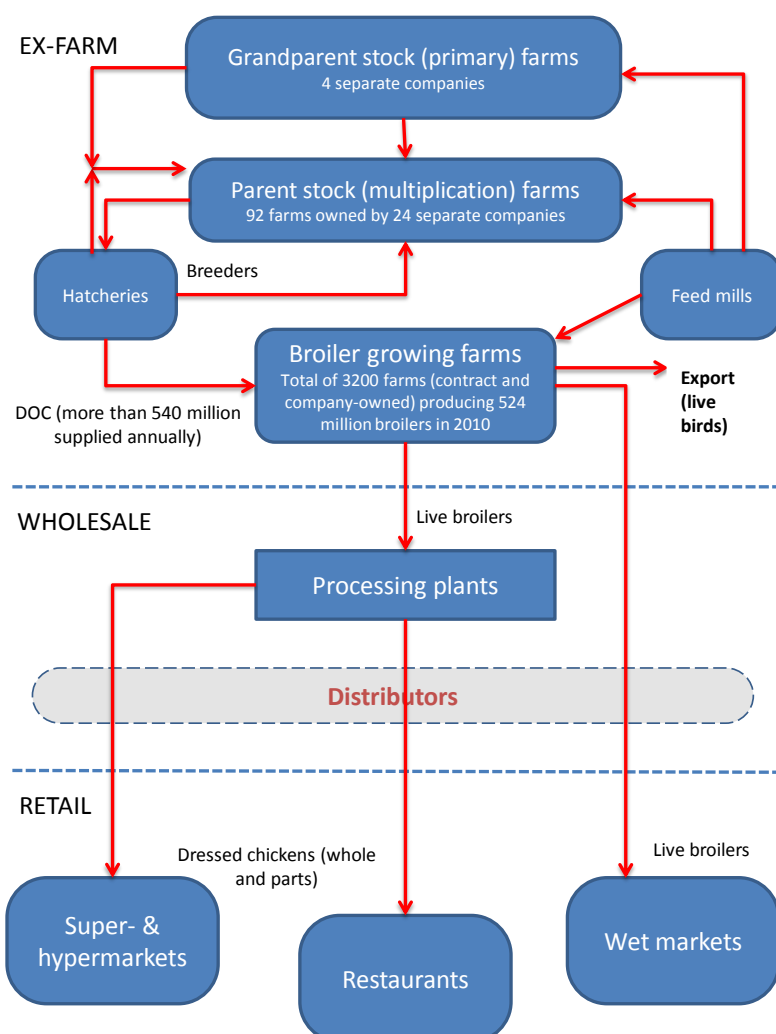 EX-FARM
Grandparent stock (primary) farms
4 separate companies
Parent stock (multiplication) farms
92 farms owned by 24 separate companies
Breeders
Hatcheries
Feed mills
Broiler growing farms
Total of 3200 farms (contract and
company-owned) producing 524
million broilers in 2010
Export
(live
birds)
DOC (more than 540 million
supplied annually)
WHOLESALE
Live broilers
Processing plants
Distributors
RETAIL
Dressed chickens (whole
and parts)
Live broilers
Super- &
hypermarkets
Restaurants
Wet markets